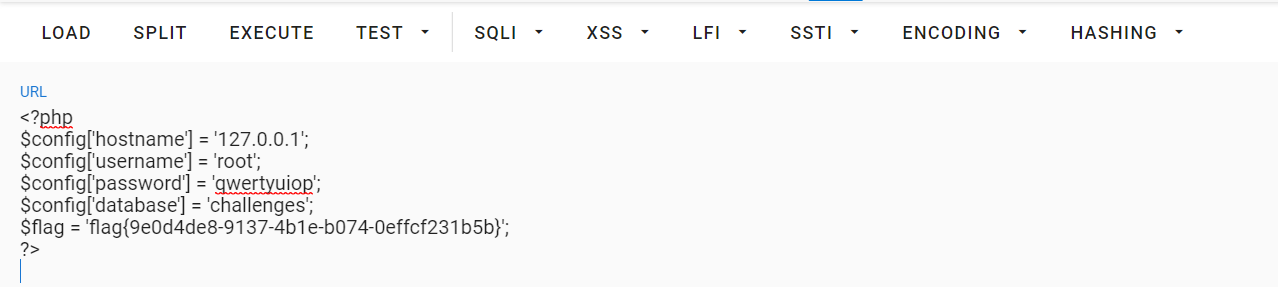 LOAD SPLIT EXECUTE TEST SQLI XSS LFI SSTI ENCODING HASHING
URL
<?php
$config['hostname'] = '127.0.0.1';
$config['username'] = 'root';
$config['password'] = 'qwertyuiop';
$config['database'] = 'challenges';
$flag = 'flag{9e0d4de8-9137-4b1e-b074-0effcf231b5b}';
?>